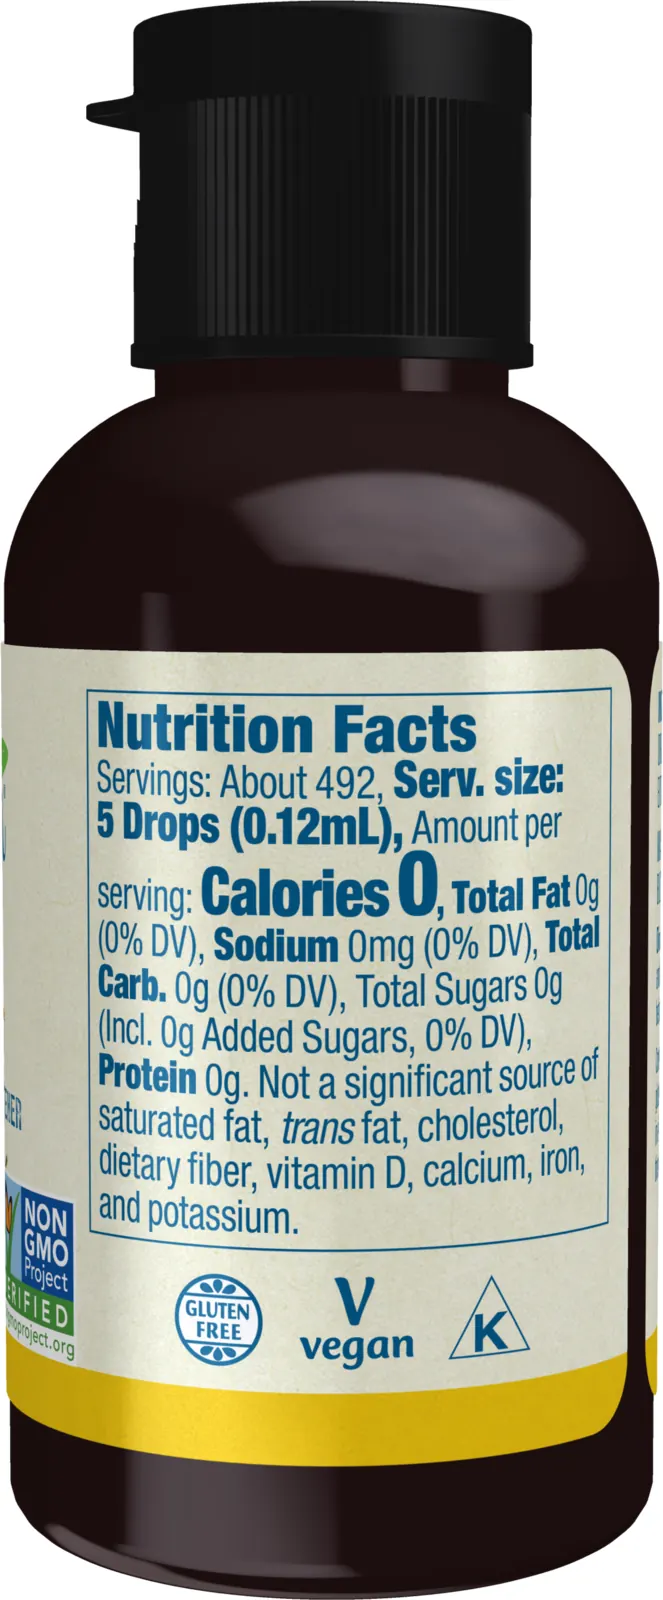 Nutrition Facts
Servings: About 492, Serv. size:
5 Drops (0.12mL), Amount per
serving: Calories 0, Total Fat 0g
(0% DV), Sodium 0mg (0% DV), Total
Carb. 0g (0% DV), Total Sugars 0g
(Incl. 0g Added Sugars, 0% DV),
Protein 0g. Not a significant source of
saturated fat, trans fat, cholesterol,
dietary fiber, vitamin D, calcium, iron,
and potassium.
NON
GMO
Project
ERIFIED
gmoproject.org
GLUTEN
FREE
V
vegan
K